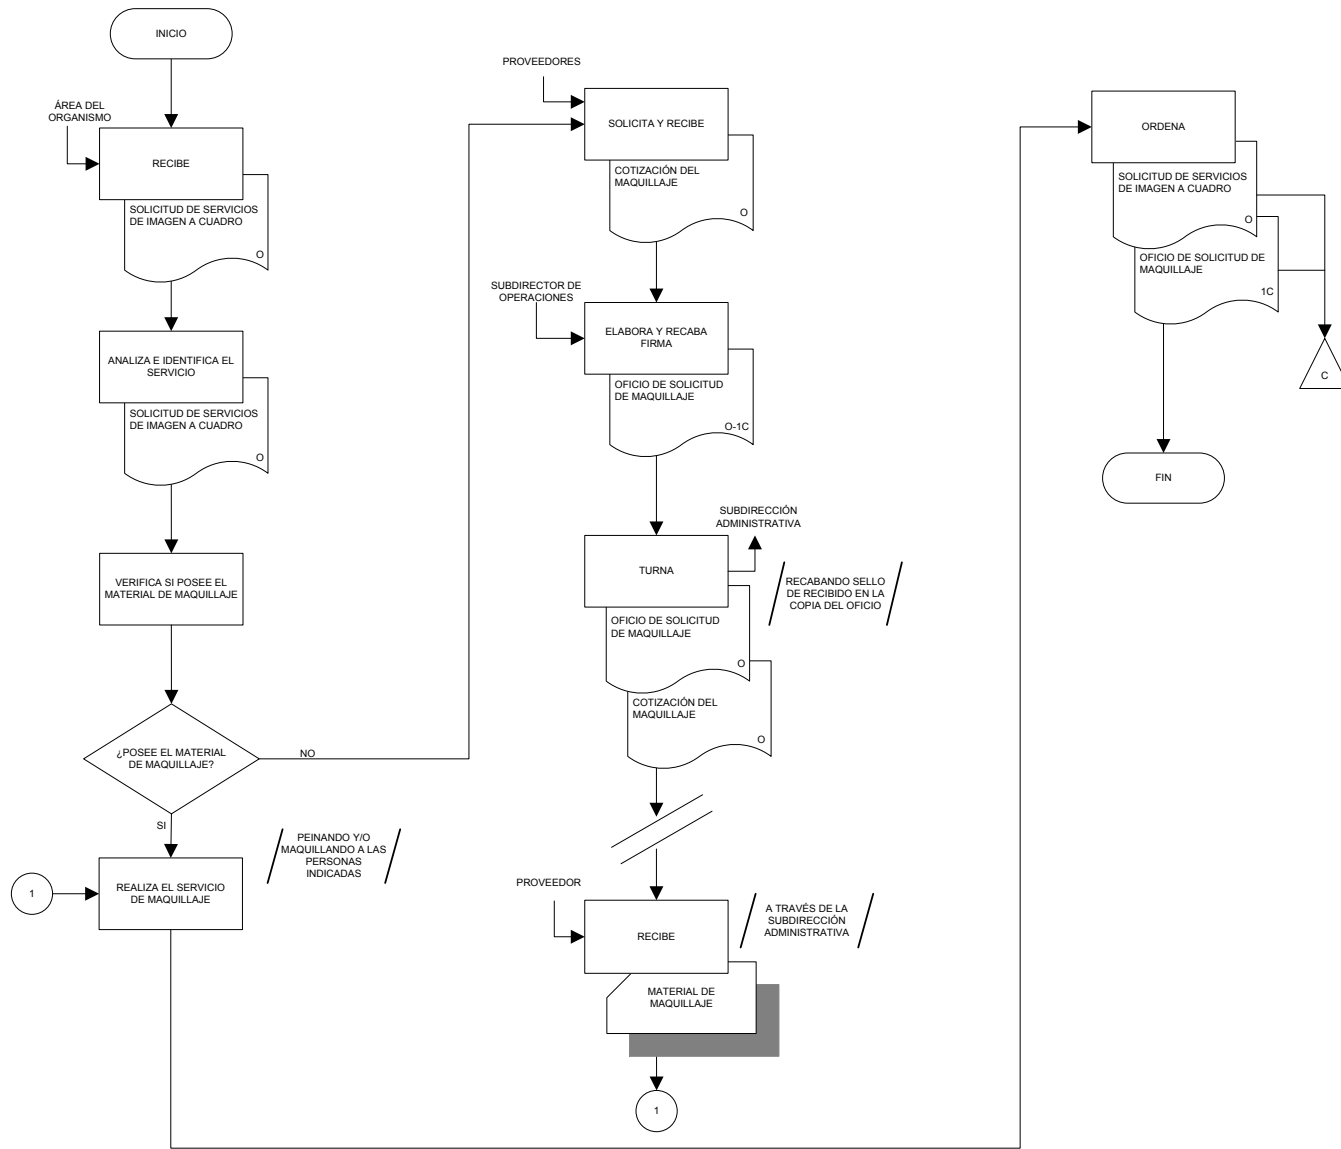 INICIO
ÁREA DEL
ORGANISMO
RECIBE
SOLICITUD DE SERVICIOS
DE IMAGEN A CUADRO
O
ANALIZA E IDENTIFICA EL
SERVICIO
SOLICITUD DE SERVICIOS
DE IMAGEN A CUADRO
O
VERIFICA SI POSEE EL
MATERIAL DE MAQUILLAJE
¿POSEE EL MATERIAL
DE MAQUILLAJE?
NO
SI
PEINANDO Y/O
MAQUILLANDO A LAS
PERSONAS
INDICADAS
1
REALIZA EL SERVICIO
DE MAQUILLAJE
PROVEEDORES
SOLICITA Y RECIBE
COTIZACIÓN DEL
MAQUILLAJE
O
SUBDIRECTOR DE
OPERACIONES
ELABORA Y RECABA
FIRMA
OFICIO DE SOLICITUD
DE MAQUILLAJE
O-1C
SUBDIRECCIÓN
ADMINISTRATIVA
TURNA
RECABANDO SELLO
DE RECIBIDO EN LA
COPIA DEL OFICIO
OFICIO DE SOLICITUD
DE MAQUILLAJE
O
COTIZACIÓN DEL
MAQUILLAJE
O
PROVEEDOR
RECIBE
A TRAVÉS DE LA
SUBDIRECCIÓN
ADMINISTRATIVA
MATERIAL DE
MAQUILLAJE
1
ORDENA
SOLICITUD DE SERVICIOS
DE IMAGEN A CUADRO
O
OFICIO DE SOLICITUD DE
MAQUILLAJE
1C
C
FIN